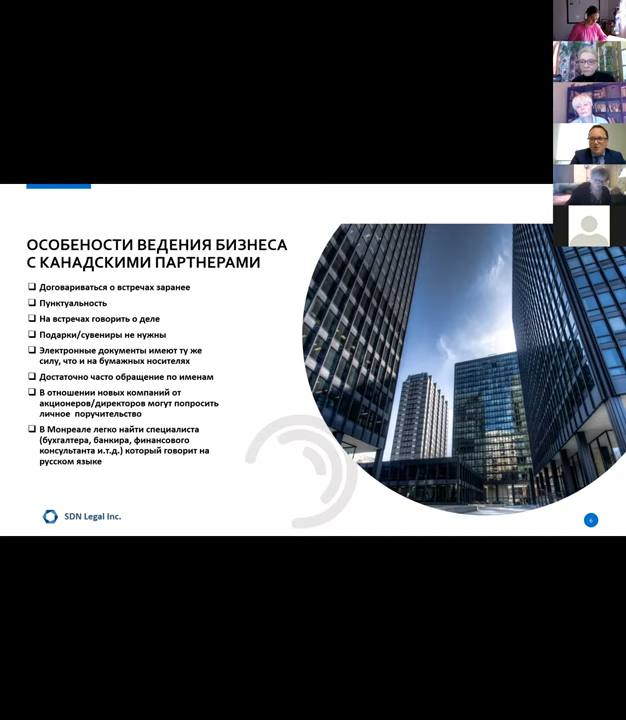 ОСОБЕНОСТИ ВЕДЕНИЯ БИЗНЕСА
С КАНАДСКИМИ ПАРТНЕРАМИ
Договариваться о встречах заранее
Пунктуальность
На встречах говорить о деле
Подарки/сувениры не нужны
Электронные документы имеют ту же
силу, что и на бумажных носителях
Достаточно часто обращение по именам
В отношении новых компаний от
акционеров/директоров могут попросить
личное поручительство
В Монреале легко найти специалиста
(бухгалтера, банкира, финансового
консультанта и.т.д.) который говорит на
русском языке
SDN Legal Inc.
6